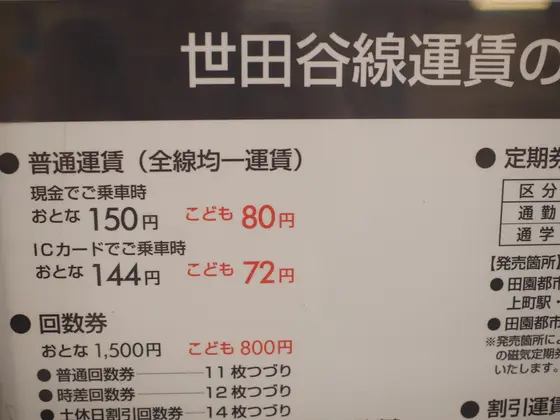 世田谷線運賃の
● 普通運賃（全線均一運賃）
現金でご乗車時
おとな 150円 こども 80円
ICカードでご乗車時
おとな 144円 こども 72円
● 回数券
おとな 1,500円 こども 800円
● 普通回数券 11枚つづり
● 時差回数券 12枚つづり
● 土休日割引回数券 14枚つづり
● 定期券
区分
通勤
通学
【発売箇所】
● 田園都市
上町駅・
● 田園都市
※発売箇所によ
の磁気定期券
いたします。
● 割引運賃